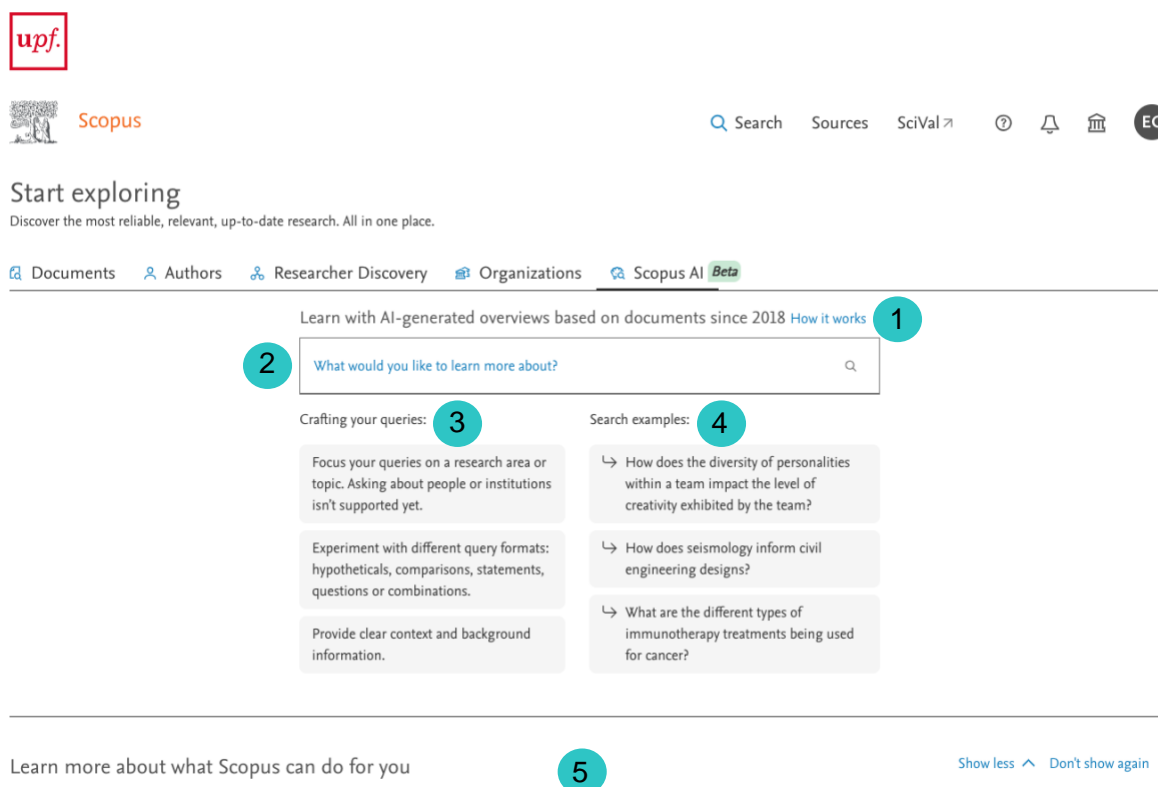 upf.
Scopus
Search Sources SciVal
EC
Start exploring
Discover the most reliable, relevant, up-to-date research. All in one place.
Documents Authors Researcher Discovery Organizations Scopus AI Beta
Learn with AI-generated overviews based on documents since 2018 How it works 1
2 What would you like to learn more about?
Crafting your queries: 3
Focus your queries on a research area or
topic. Asking about people or institutions
isn't supported yet.
Experiment with different query formats:
hypotheticals, comparisons, statements,
questions or combinations.
Provide clear context and background
information.
Search examples: 4
How does the diversity of personalities
within a team impact the level of
creativity exhibited by the team?
How does seismology inform civil
engineering designs?
What are the different types of
immunotherapy treatments being used
for cancer?
Learn more about what Scopus can do for you 5 Show less Don't show again